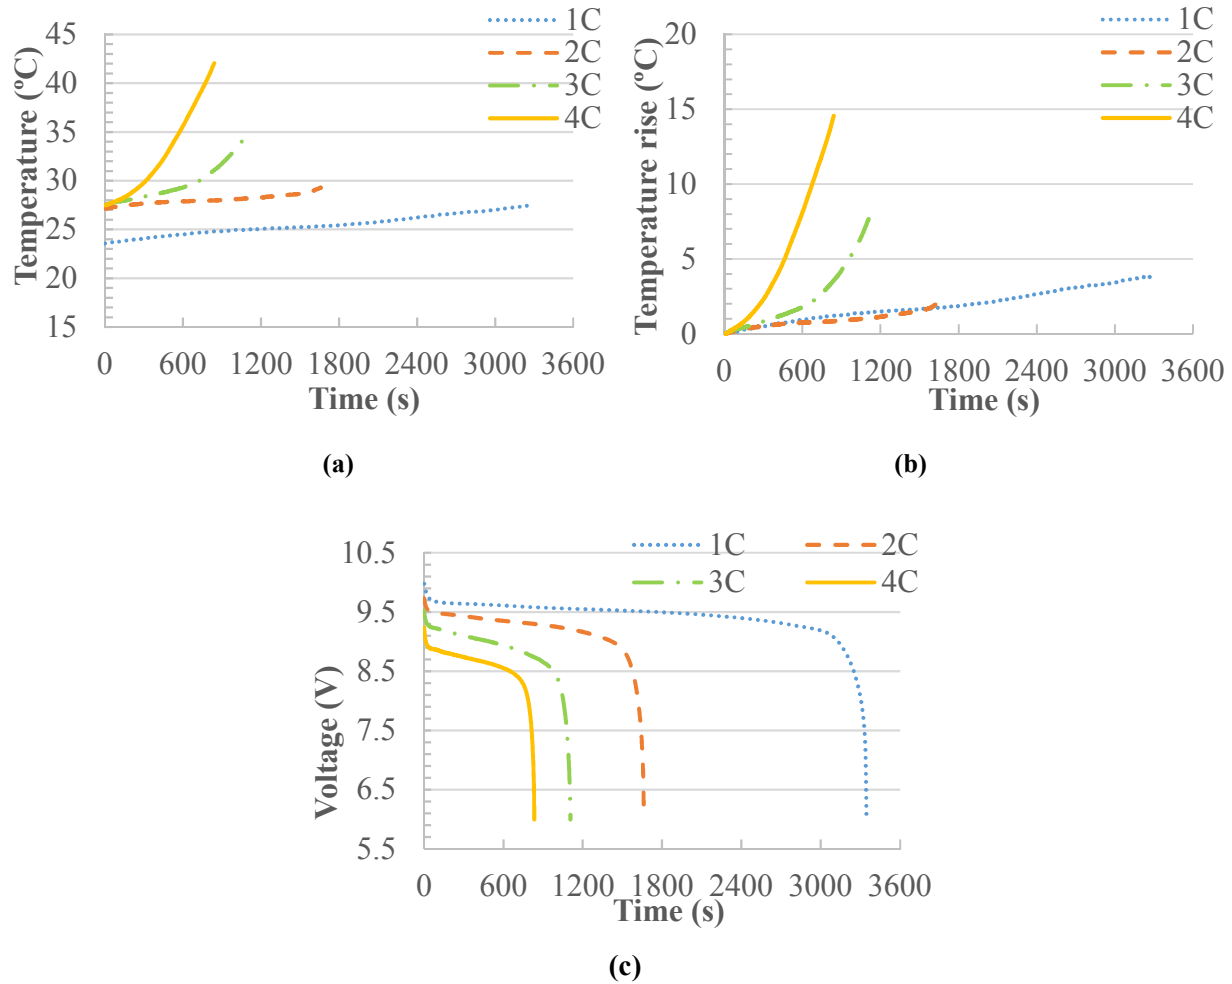 1C
2C
3C
4C
Temperature (ºC)
45
40
35
30
25
20
15
0 600 1200 1800 2400 3000 3600
Time (s)
(a)
1C
2C
3C
4C
Temperature rise (ºC)
20
15
10
5
0
0 600 1200 1800 2400 3000 3600
Time (s)
(b)
1C 2C
3C 4C
Voltage (V)
10.5
9.5
8.5
7.5
6.5
5.5
0 600 1200 1800 2400 3000 3600
Time (s)
(c)